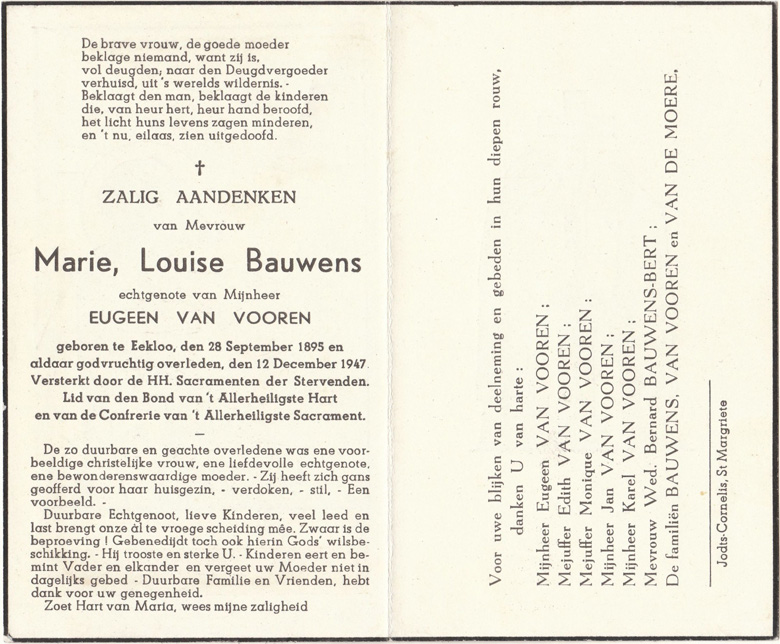 De brave vrouw, de goede moeder
beklage niemand, want zij is,
vol deugden, naar den Deugdvergoeder
verhuisd, uit 's werelds wildernis. -
Beklaagt den man, beklaagt de kinderen
die, van heur hert, heur hand beroofd,
het licht huns levens zagen minderen,
en 't nu, eilaas, zien uitgedoofd.
†
ZALIG AANDENKEN
van Mevrouw
Marie, Louise Bauwens
echtgenote van Mijnheer
EUGEEN VAN VOOREN
geboren te Eekloo, den 28 September 1895 en
aldaar godvruchtig overleden, den 12 December 1947.
Versterkt door de HH. Sacramenten der Stervenden.
Lid van den Bond van 't Allerheiligste Hart
en van de Confrerie van 't Allerheiligste Sacrament.
—
De zo duurbare en geachte overledene was ene voor-
beeldige christelijke vrouw, ene liefdevolle echtgenote,
ene bewonderenswaardige moeder. - Zij heeft zich gans
geofferd voor haar huisgezin, - verdoken, - stil, - Een
voorbeeld. -
Duurbare Echtgenoot, lieve Kinderen, veel leed en
last brengt onze ál te vroege scheiding mêe. Zwaar is de
beproeving ! Gebenedijdt toch ook hierin Gods' wilsbe-
schikking. - Hij trooste en sterke U. - Kinderen eert en be-
mint Vader en elkander en vergeet uw Moeder niet in
dagelijks gebed - Duurbare Familie en Vrienden, hebt
dank voor uw genegenheid.
Zoet Hart van Maria, wees mijne zaligheid
Voor uwe blijken van deelneming en gebeden in hun diepen rouw,
danken U van harte :
Mijnheer Eugeen VAN VOOREN ;
Mejuffer Edith VAN VOOREN ;
Mejuffer Monique VAN VOOREN ;
Mijnheer Jan VAN VOOREN ;
Mijnheer Karel VAN VOOREN ;
Mevrouw Wed. Bernard BAUWENS-BERT ;
De familiën BAUWENS, VAN VOOREN en VAN DE MOERE,
Jodts-Cornelis, St Margriete